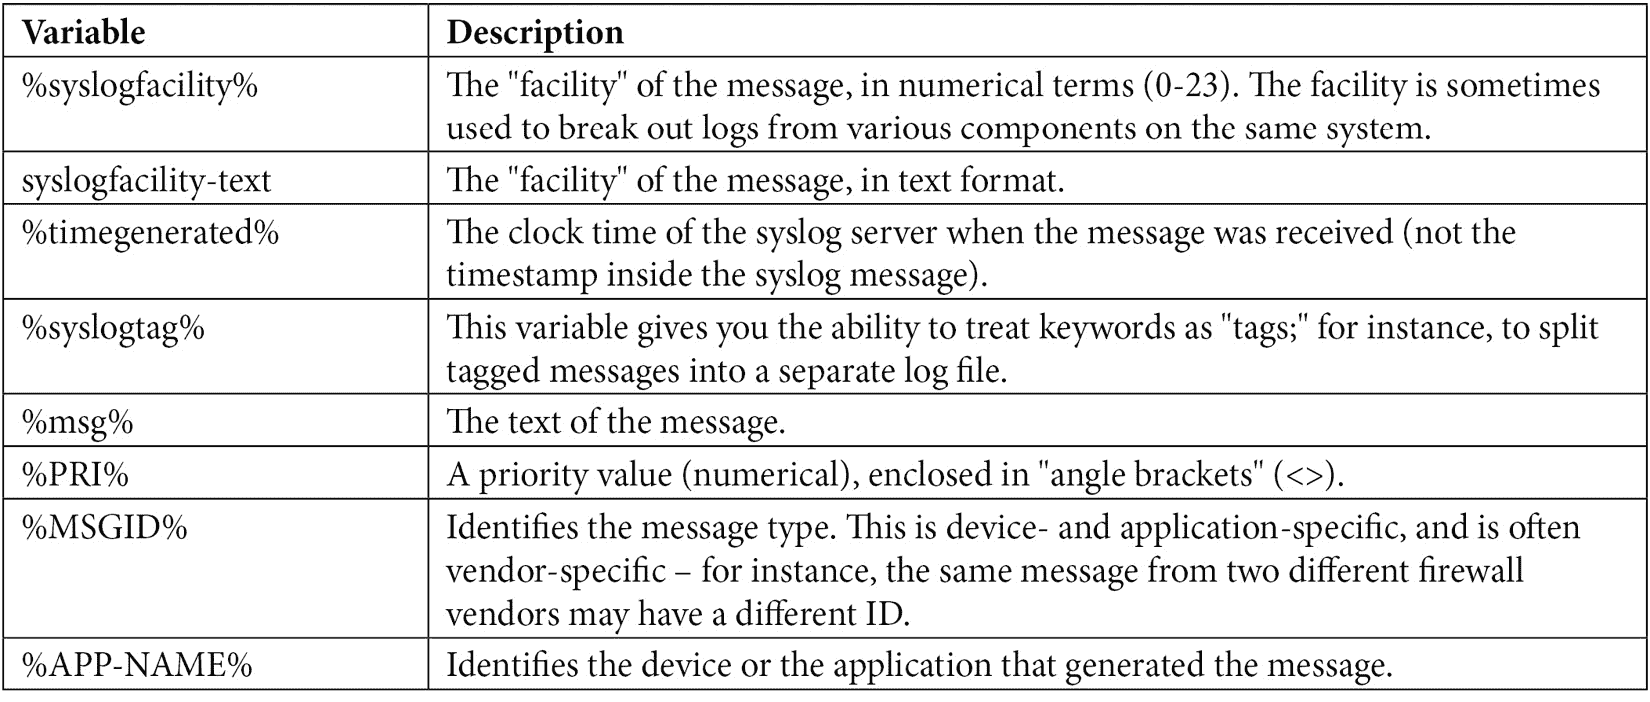 Variable Description
%syslogfacility% The "facility" of the message, in numerical terms (0-23). The facility is sometimes
used to break out logs from various components on the same system.
syslogfacility-text The "facility" of the message, in text format.
%timegenerated% The clock time of the syslog server when the message was received (not the
timestamp inside the syslog message).
%syslogtag% This variable gives you the ability to treat keywords as "tags;" for instance, to split
tagged messages into a separate log file.
%msg% The text of the message.
%PRI% A priority value (numerical), enclosed in "angle brackets" (<>).
%MSGID% Identifies the message type. This is device- and application-specific, and is often
vendor-specific – for instance, the same message from two different firewall
vendors may have a different ID.
%APP-NAME% Identifies the device or the application that generated the message.